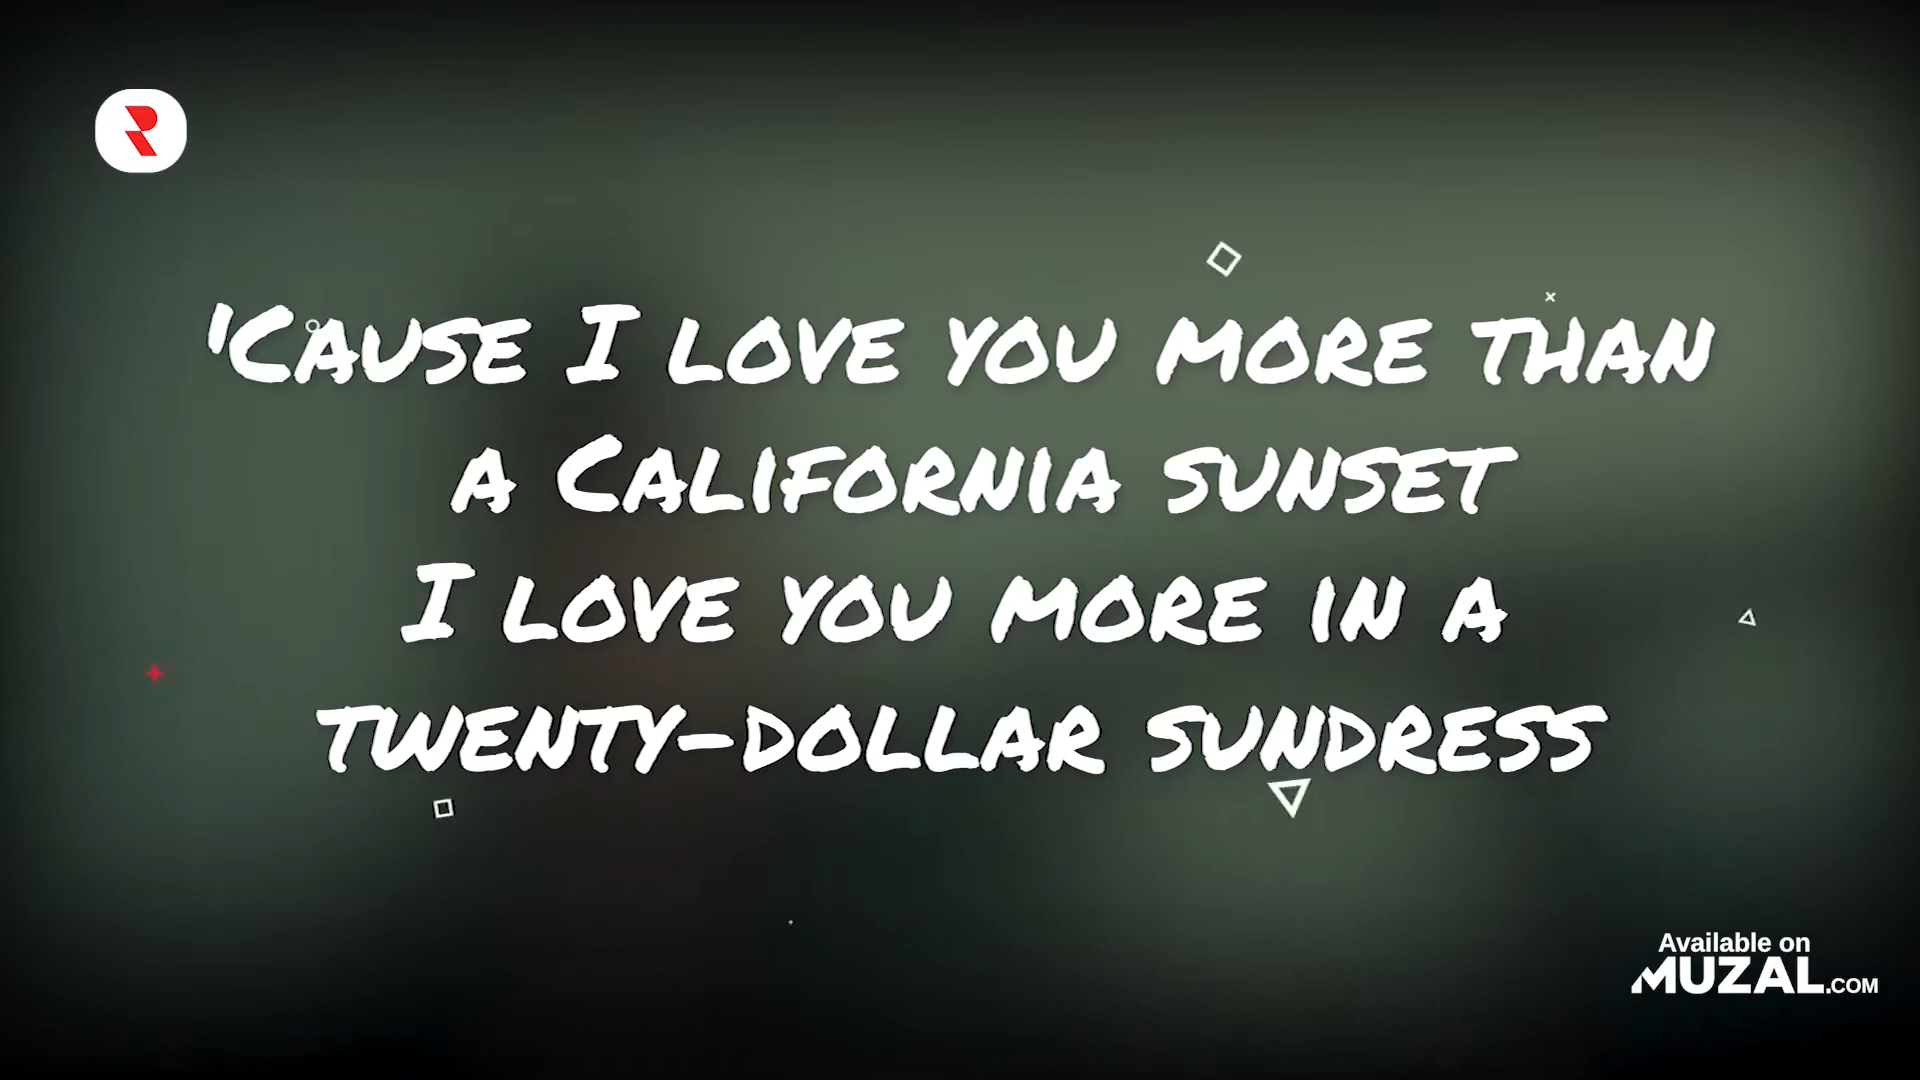 'Cause I love you more than
a California sunset
I love you more in a
twenty-dollar sundress
Available on
MUZAL.COM